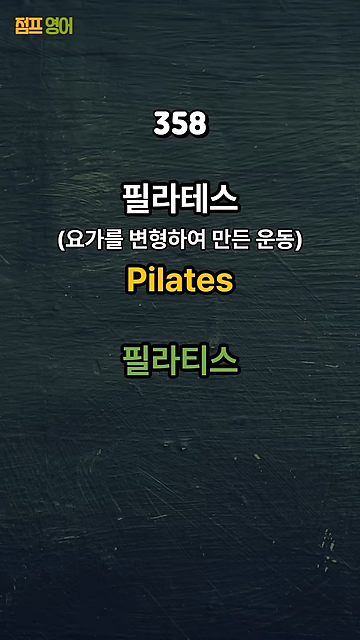 점프 영어
358
필라테스
(요가를 변형하여 만든 운동)
Pilates
필라티스